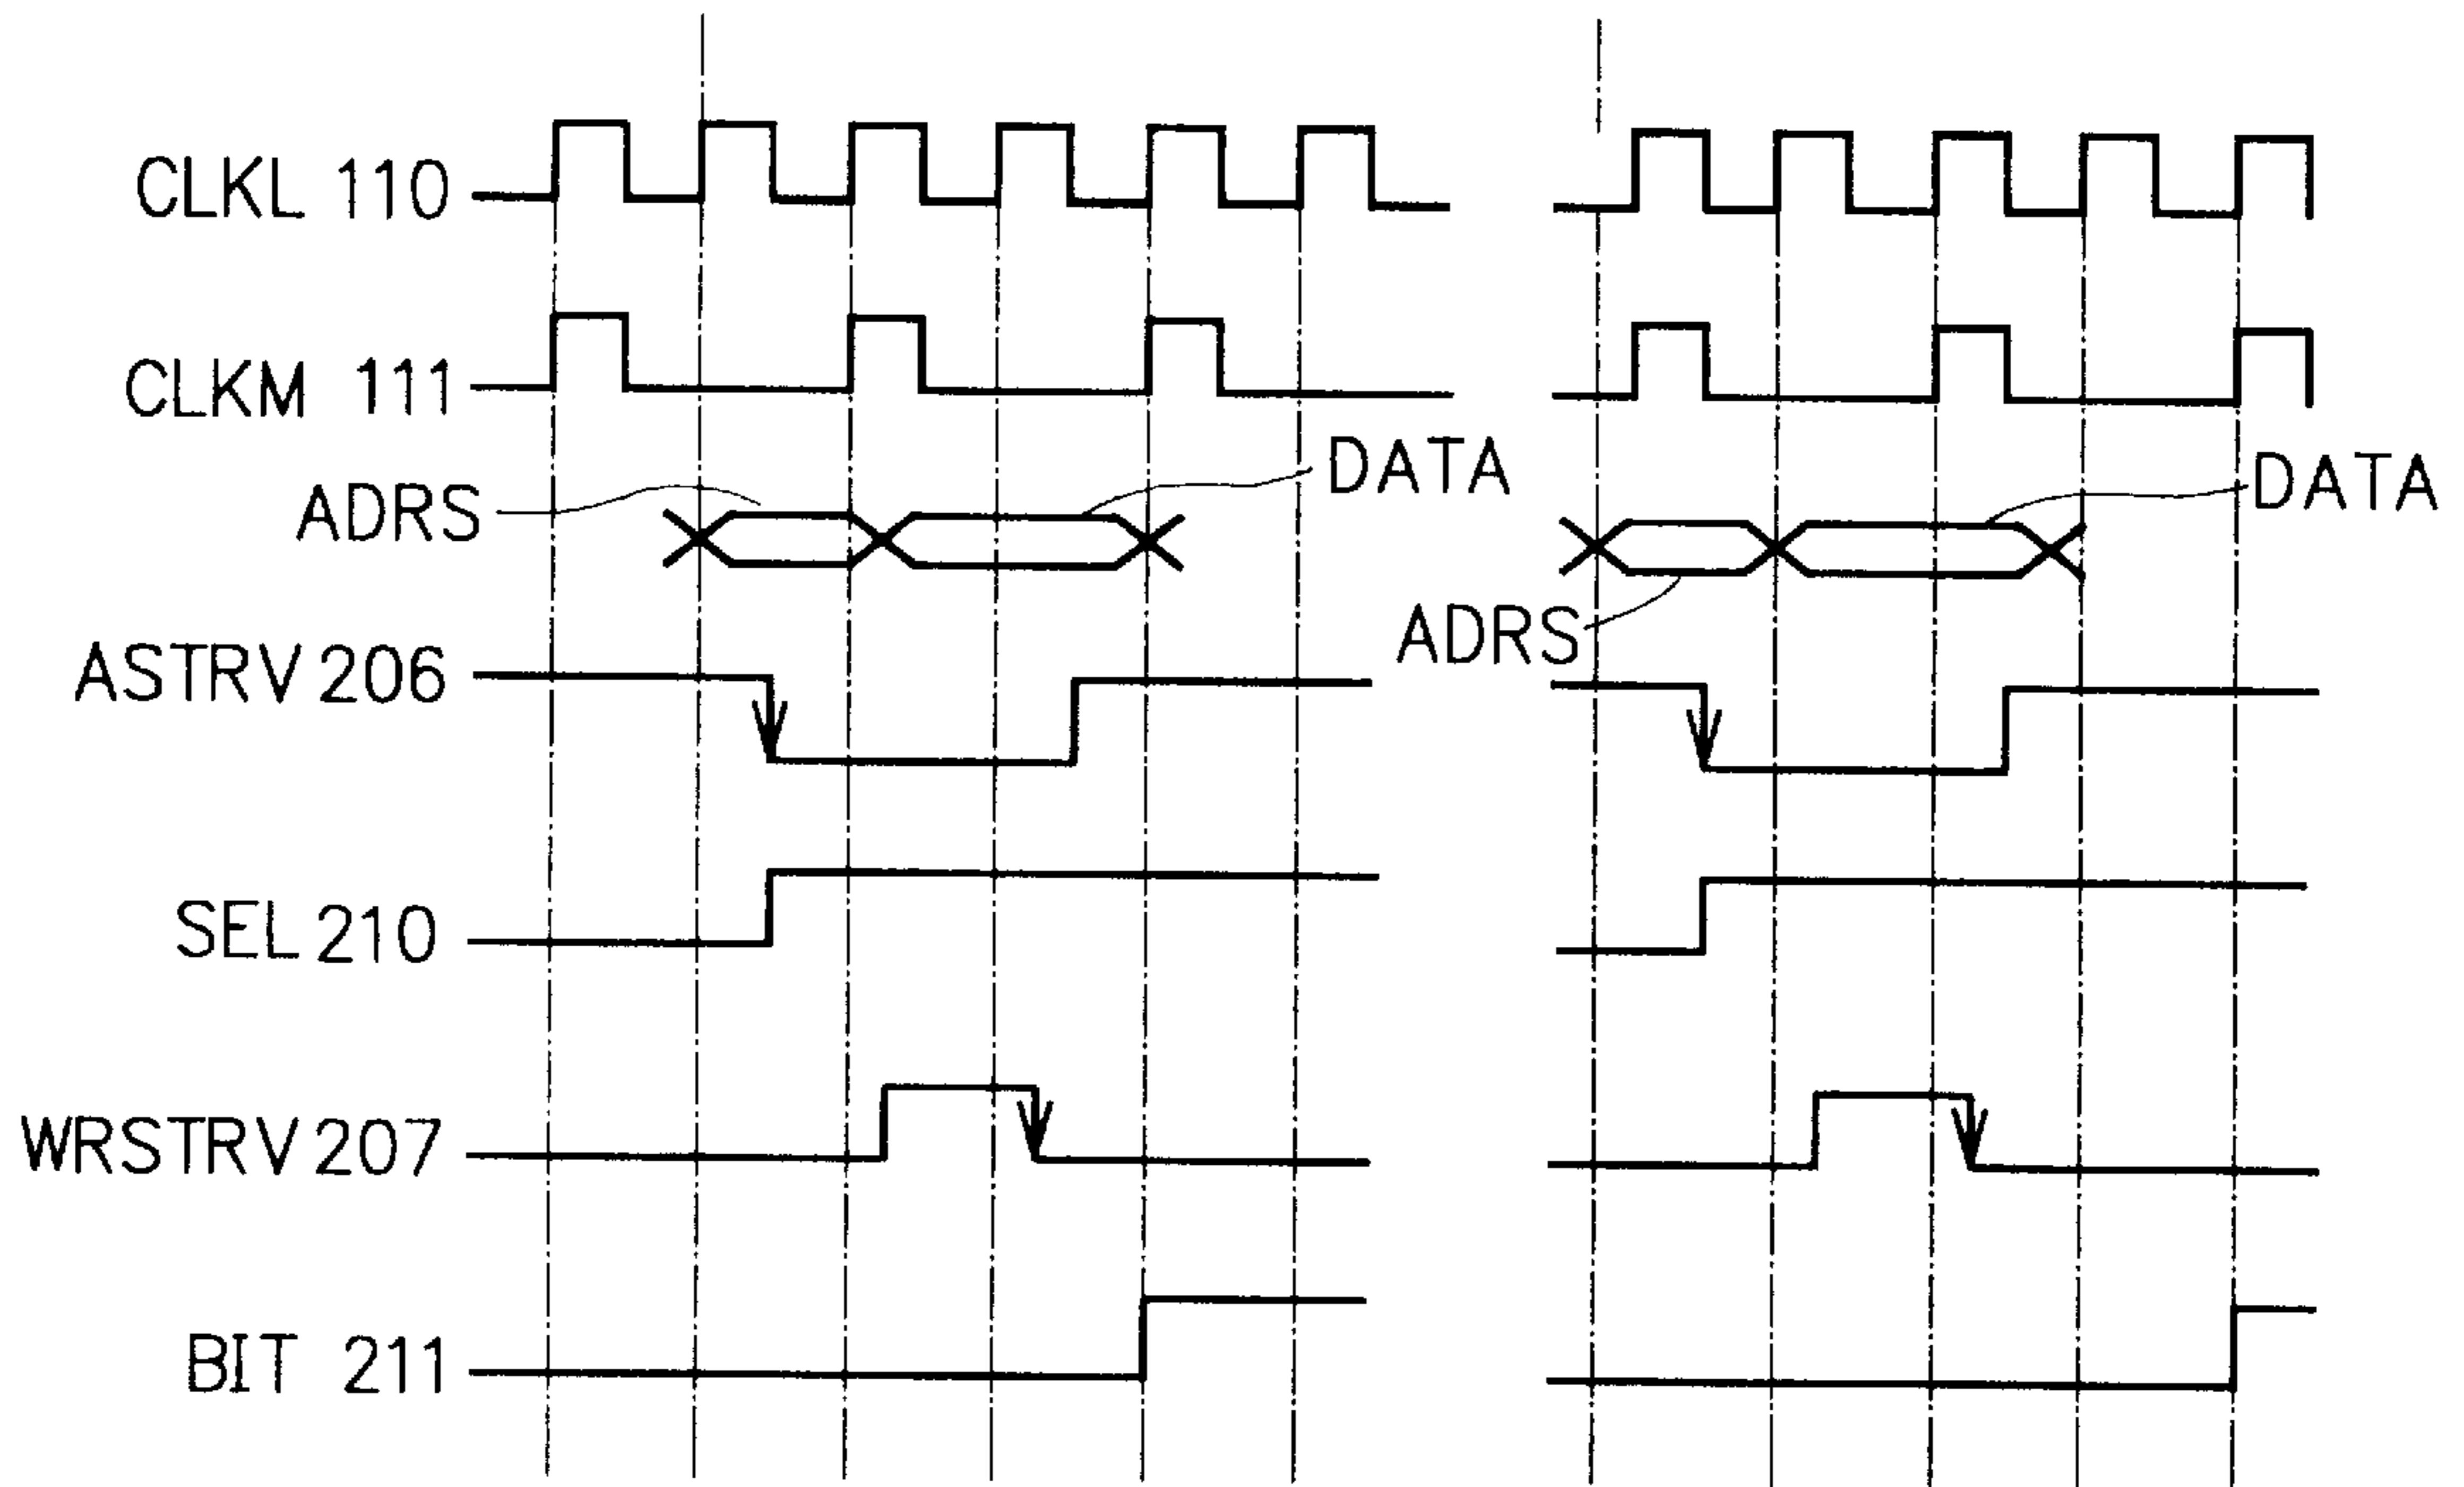 CLKL 110
CLKM 111
ADRS
DATA
DATA
ADRS
ASTRV 206
SEL 210
WRSTRV 207
BIT 211